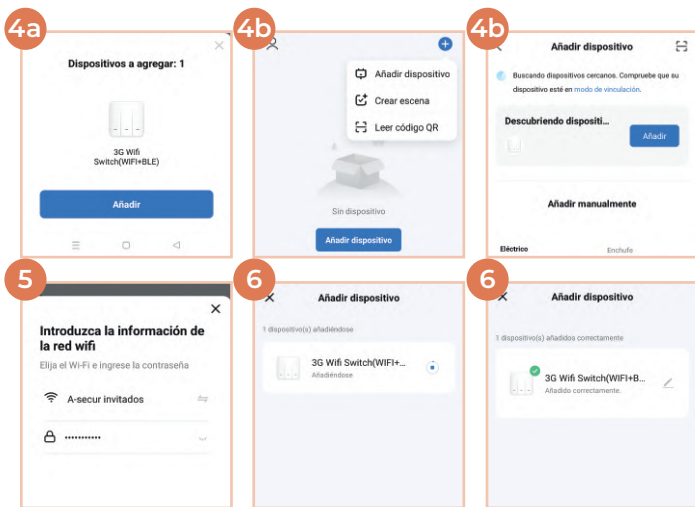 4a
Dispositivos a agregar: 1
3G Wifi
Switch(WIFI+BLE)
Añadir
4b
Añadir dispositivo
Crear escena
Leer código QR
Sin dispositivo
Añadir dispositivo
4b
Añadir dispositivo
Buscando dispositivos cercanos. Compruebe que su
dispositivo esté en modo de vinculación.
Descubriendo dispositi...
Añadir
Añadir manualmente
Eléctrico
Enchufe
5
Introduzca la información de
la red wifi
Elija el Wi-Fi e ingrese la contraseña
A-secur invitados
•••••••••••
6
Añadir dispositivo
1 dispositivo(s) añadiéndose
3G Wifi Switch(WIFI+...
Añadiéndose
6
Añadir dispositivo
1 dispositivo(s) añadidos correctamente
3G Wifi Switch(WIFI+B...
Añadido correctamente.